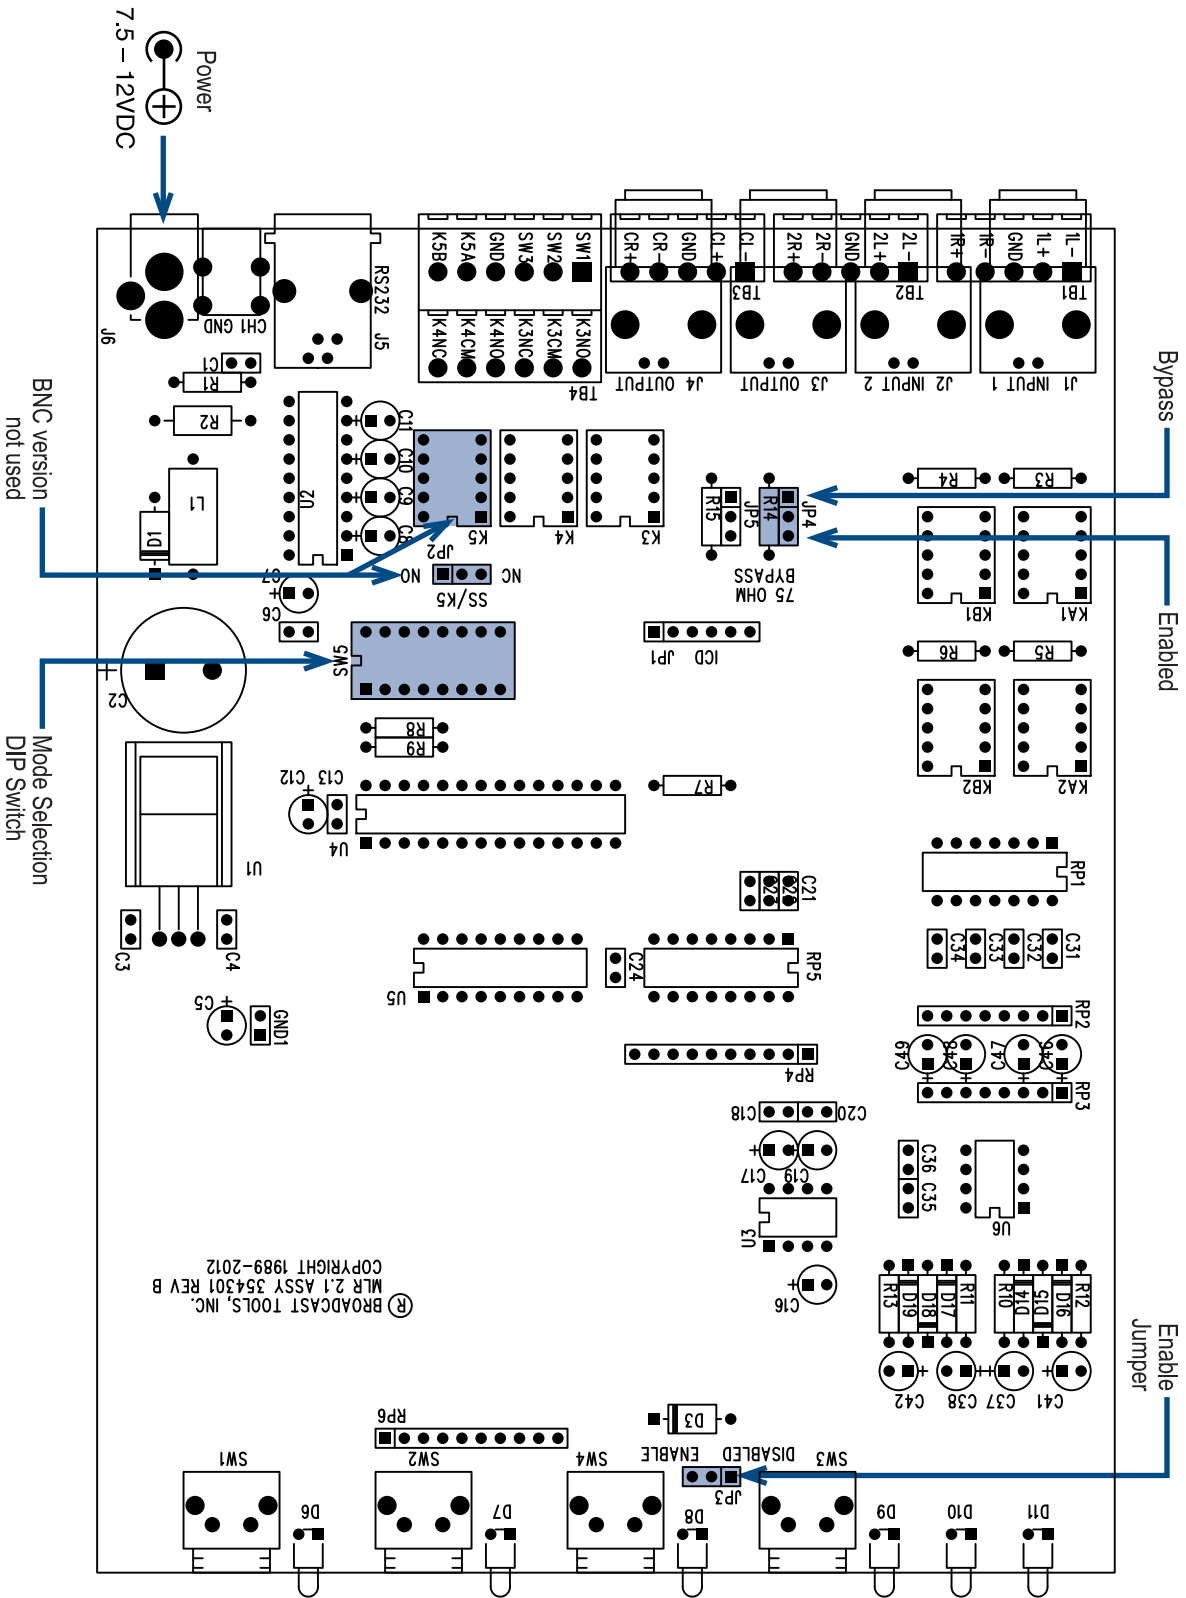 Power
7.5 – 12VDC
Bypass
Enabled
Enable
Jumper
BNC version
not used
Mode Selection
DIP Switch
J6
CH1 GND
RS232
J5
K5B
K5A
GND
SW3
SW2
SW1
K4NC
K4CM
K4NO
K3NC
K3CM
K3NO
TB4
CR+
CR-
GND
CL+
CL-
TB3
2R+
2R-
GND
2L+
2L-
TB2
1R+
1R-
GND
1L+
1L-
TB1
J4 OUTPUT
J3 OUTPUT
J2 INPUT 2
J1 INPUT 1
C1
R1
R2
L1
D1
U2
C11
C10
C9
C8
C7
C6
K5
K4
K3
JP2
NO
NC
SS/K5
R15
JP5
R14
JP4
75 OHM
BYPASS
R4
R3
KB1
KA1
R6
R5
KB2
KA2
JP1
ICD
SW5
C2
R8
R9
R7
C12
C13
U4
U1
C3
C4
C5
GND1
U5
C24
RP5
C21
RP1
C34
C33
C32
C31
RP2
C49
C48
C47
C46
RP3
RP4
C18
C20
C17
C19
U3
C16
C36
C35
U6
R13
D19
D18
D17
R11
R10
D14
D15
D16
R12
C42
C38
C37
C41
® BROADCAST TOOLS, INC.
MLR 2.1 ASSY 354301 REV B
COPYRIGHT 1989-2012
RP6
D3
ENABLE
DISABLED
JP3
SW1
SW2
SW4
SW3
D6
D7
D8
D9
D10
D11